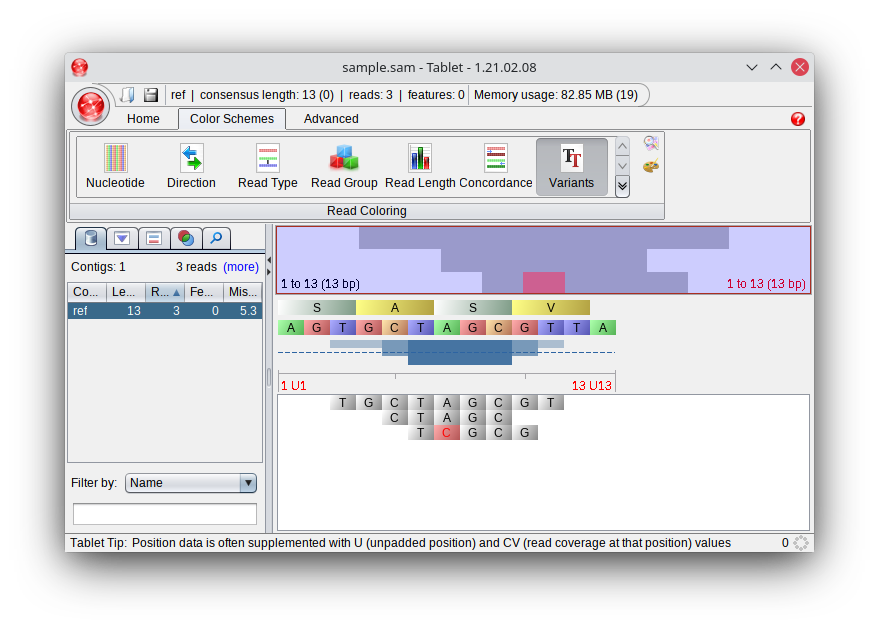 sample.sam - Tablet - 1.21.02.08
ref | consensus length: 13 (0) | reads: 3 | features: 0 Memory usage: 82.85 MB (19)
Home Color Schemes Advanced
Nucleotide Direction Read Type Read Group Read Length Concordance Variants
Read Coloring
Contigs: 1 3 reads (more)
Co... Le... R... Fe... Mis...
ref 13 3 0 5.3
Filter by: Name
1 to 13 (13 bp) 1 to 13 (13 bp)
S A S V
A G T G C T A G C G T T A
1 U1 13 U13
T G C T A G C G T
C T A G C
T C G C G
Tablet Tip: Position data is often supplemented with U (unpadded position) and CV (read coverage at that position) values 0